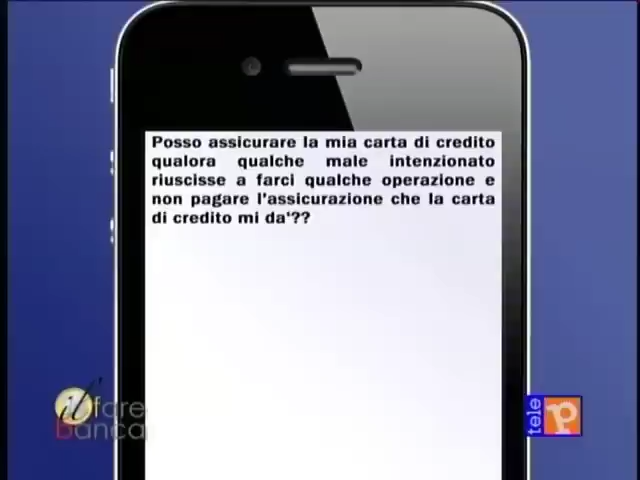 Posso assicurare la mia carta di credito
qualora qualche male intenzionato
riuscisse a farci qualche operazione e
non pagare l'assicurazione che la carta
di credito mi da'??
il fare
Banca
tele
p